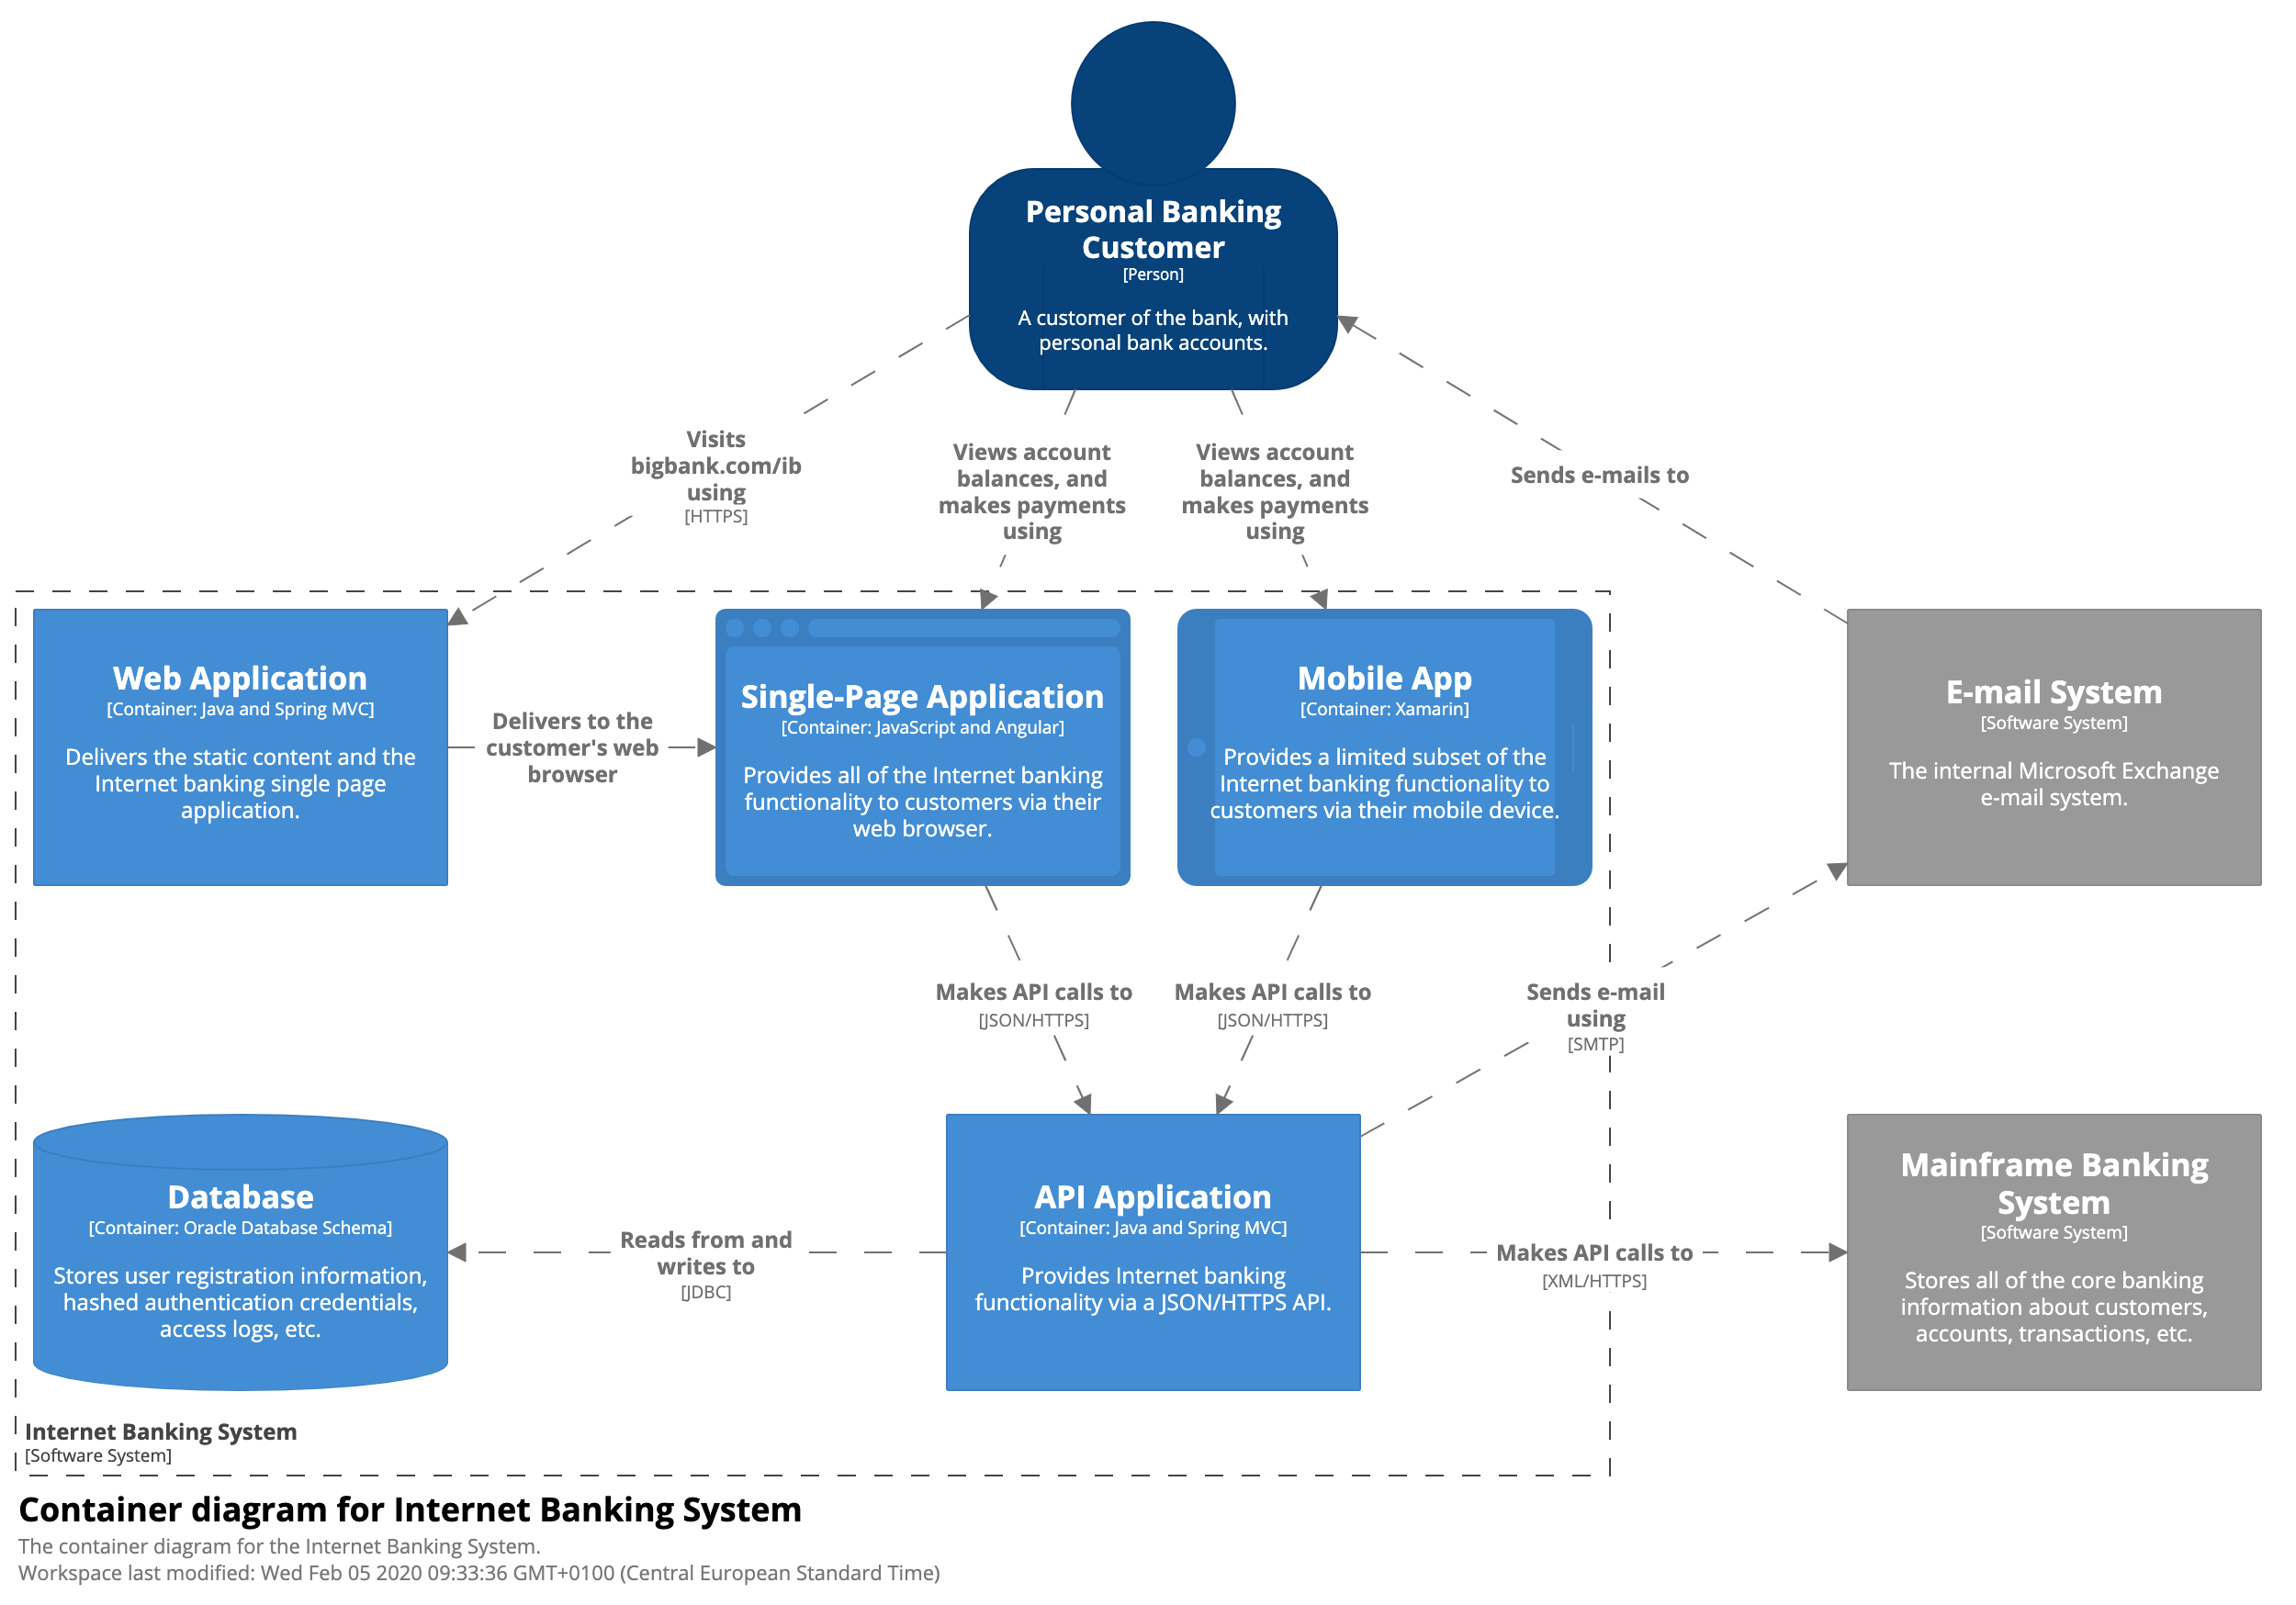 Personal Banking
Customer
[Person]
A customer of the bank, with
personal bank accounts.
Visits
bigbank.com/ib
using
[HTTPS]
Views account
balances, and
makes payments
using
Views account
balances, and
makes payments
using
Sends e-mails to
Web Application
[Container: Java and Spring MVC]
Delivers the static content and the
Internet banking single page
application.
Delivers to the
customer's web
browser
Single-Page Application
[Container: JavaScript and Angular]
Provides all of the Internet banking
functionality to customers via their
web browser.
Mobile App
[Container: Xamarin]
Provides a limited subset of the
Internet banking functionality to
customers via their mobile device.
E-mail System
[Software System]
The internal Microsoft Exchange
e-mail system.
Makes API calls to
[JSON/HTTPS]
Makes API calls to
[JSON/HTTPS]
Sends e-mail
using
[SMTP]
Database
[Container: Oracle Database Schema]
Stores user registration information,
hashed authentication credentials,
access logs, etc.
Reads from and
writes to
[JDBC]
API Application
[Container: Java and Spring MVC]
Provides Internet banking
functionality via a JSON/HTTPS API.
Makes API calls to
[XML/HTTPS]
Mainframe Banking
System
[Software System]
Stores all of the core banking
information about customers,
accounts, transactions, etc.
Internet Banking System
[Software System]
Container diagram for Internet Banking System
The container diagram for the Internet Banking System.
Workspace last modified: Wed Feb 05 2020 09:33:36 GMT+0100 (Central European Standard Time)